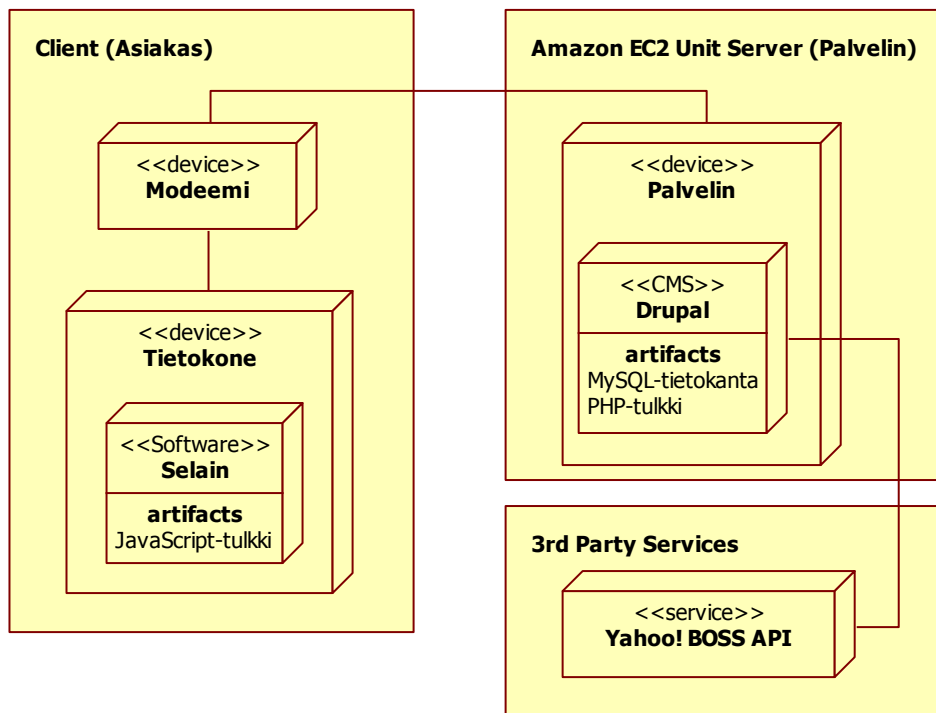 Client (Asiakas)
<<device>>
Modeemi
<<device>>
Tietokone
<<Software>>
Selain
artifacts
JavaScript-tulkki
Amazon EC2 Unit Server (Palvelin)
<<device>>
Palvelin
<<CMS>>
Drupal
artifacts
MySQL-tietokanta
PHP-tulkki
3rd Party Services
<<service>>
Yahoo! BOSS API